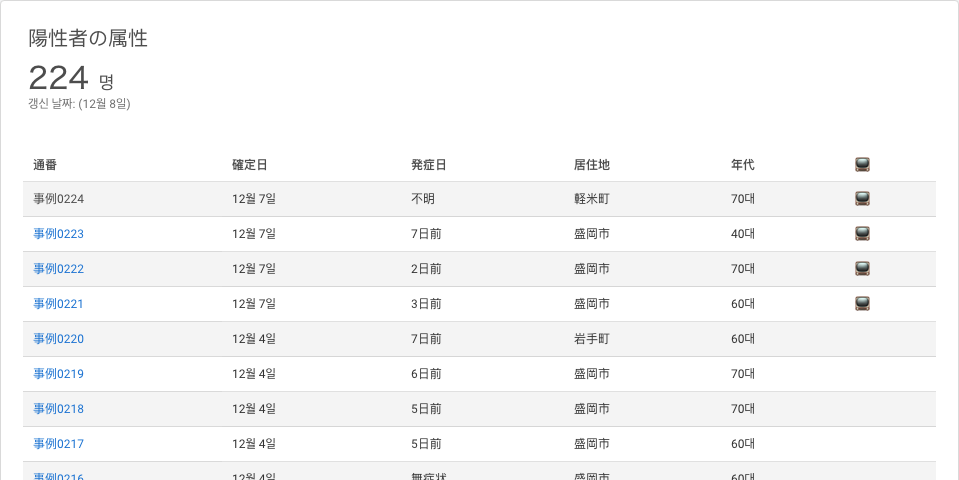 陽性者の属性
224 명
갱신 날짜: (12월 8일)
通番 確定日 発症日 居住地 年代 📺
事例0224 12월 7일 不明 軽米町 70대 📺
事例0223 12월 7일 7日前 盛岡市 40대 📺
事例0222 12월 7일 2日前 盛岡市 70대 📺
事例0221 12월 7일 3日前 盛岡市 60대 📺
事例0220 12월 4일 7日前 岩手町 60대
事例0219 12월 4일 6日前 盛岡市 70대
事例0218 12월 4일 5日前 盛岡市 70대
事例0217 12월 4일 5日前 盛岡市 60대
事例0216 12월 4일 無症状 盛岡市 60대